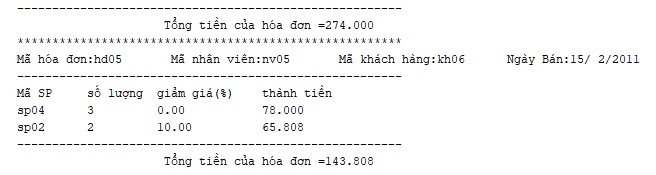 -------------------------------------------------------
Tổng tiền của hóa đơn =274.000
*******************************************************
Mã hóa đơn:hd05 Mã nhân viên:nv05 Mã khách hàng:kh06 Ngày Bán:15/ 2/2011
-------------------------------------------------------
Mã SP số lượng giảm giá(%) thành tiền
sp04 3 0.00 78.000
sp02 2 10.00 65.808
-------------------------------------------------------
Tổng tiền của hóa đơn =143.808